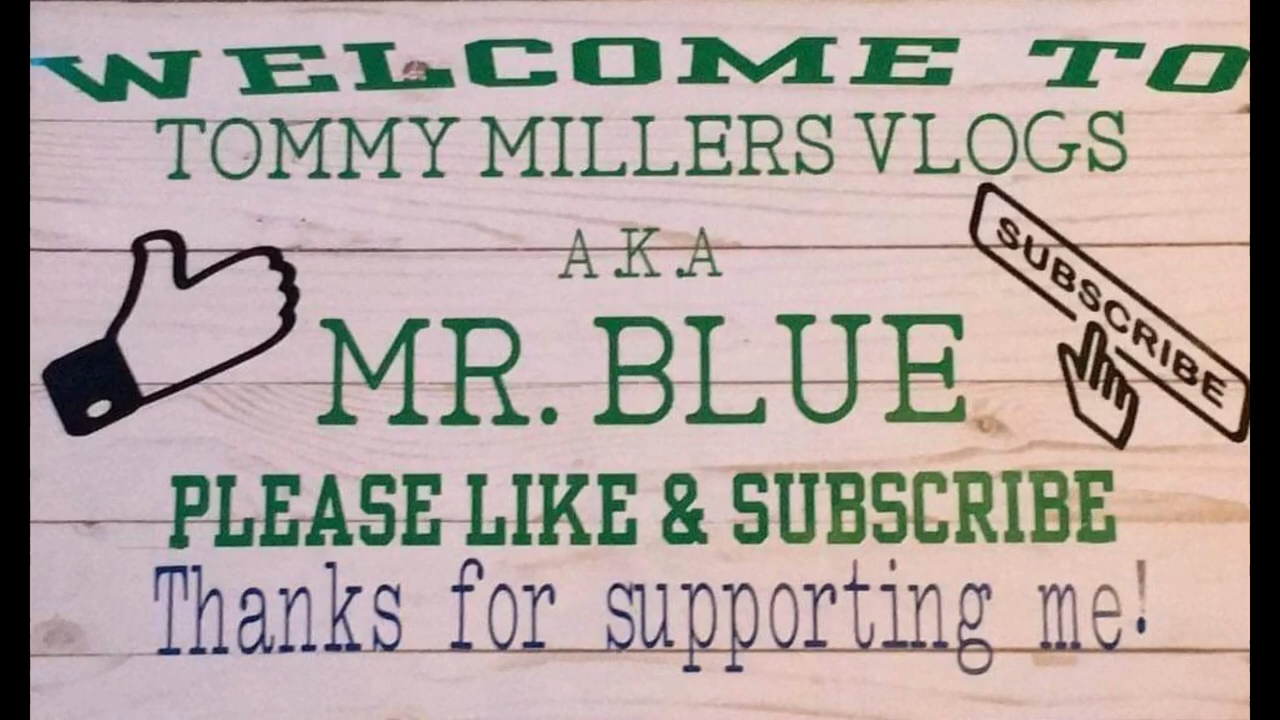 WELCOME TO
TOMMY MILLERS VLOGS
A.K.A
MR. BLUE
SUBSCRIBE
PLEASE LIKE & SUBSCRIBE
Thanks for supporting me!